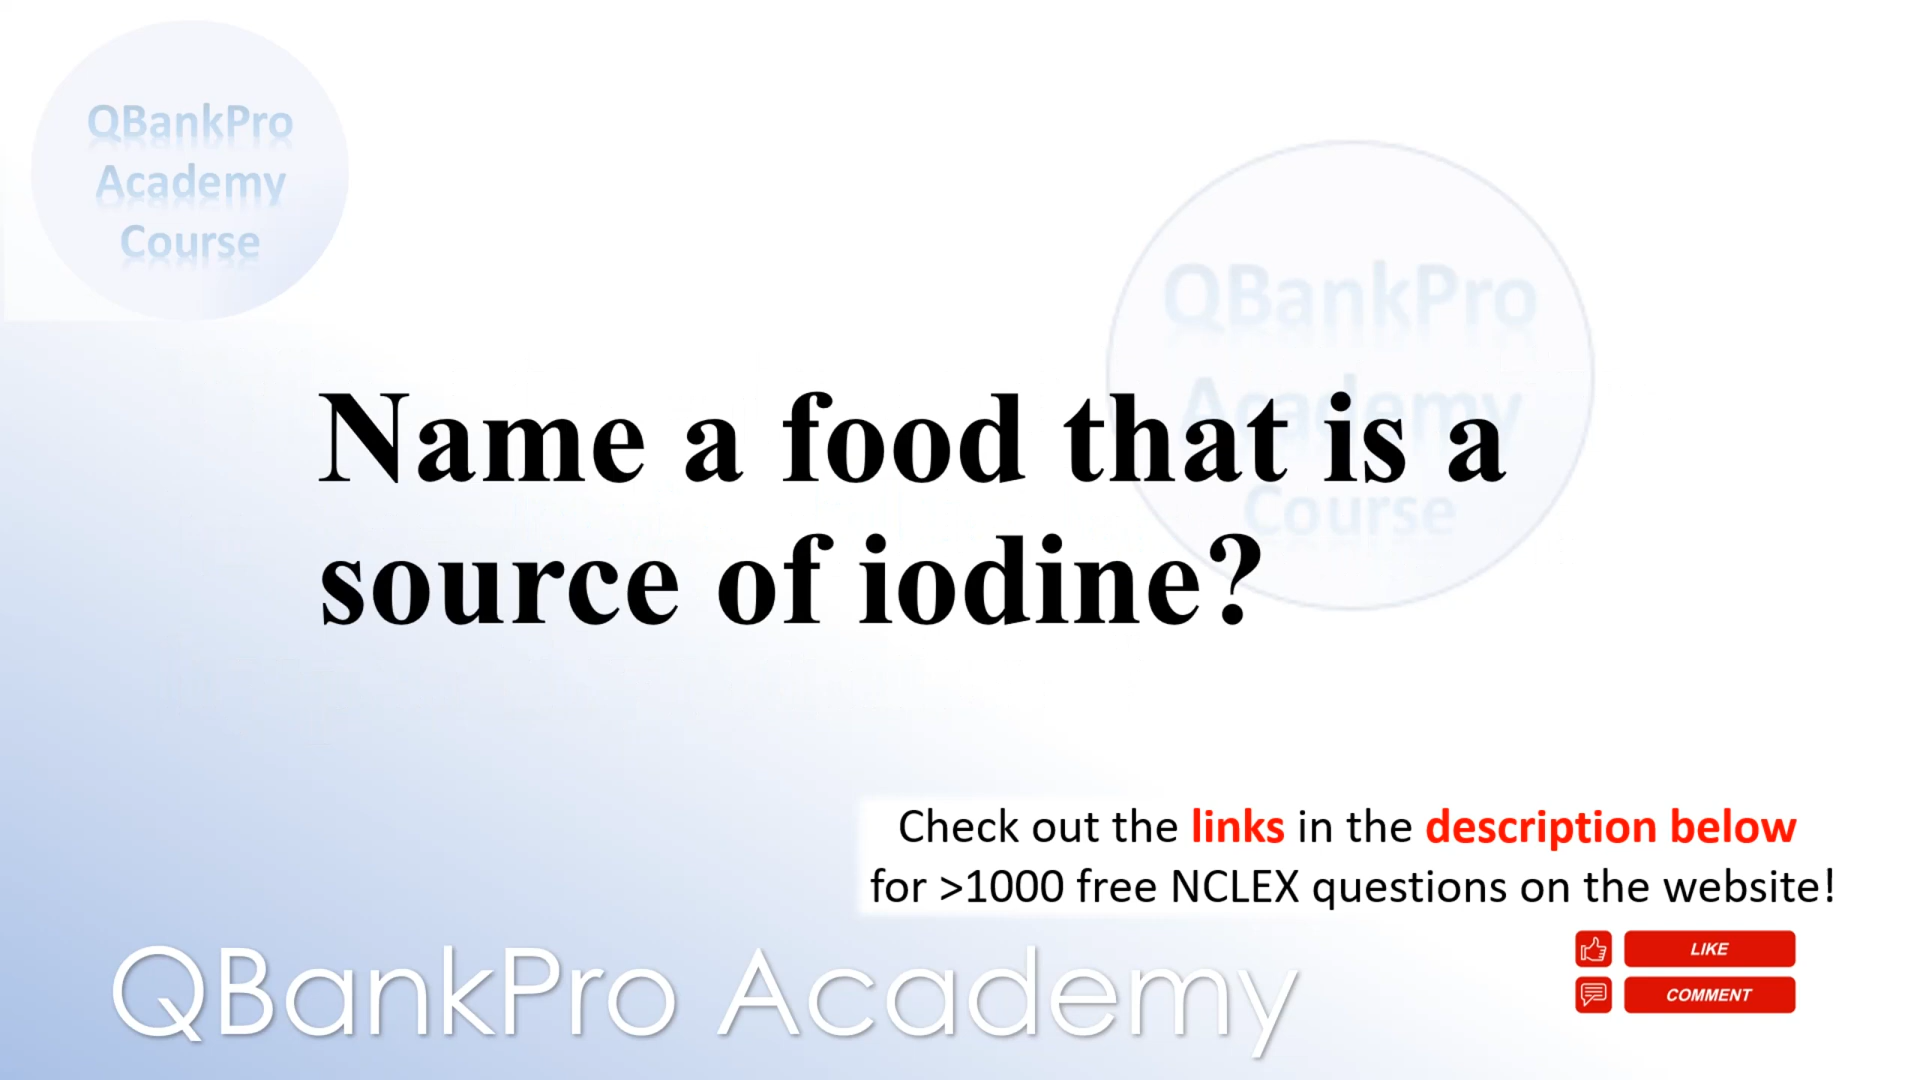 QBankPro
Academy
Course
QBankPro
Academy
Course
Name a food that is a
source of iodine?
Check out the links in the description below
for >1000 free NCLEX questions on the website!
LIKE
COMMENT
QBankPro Academy